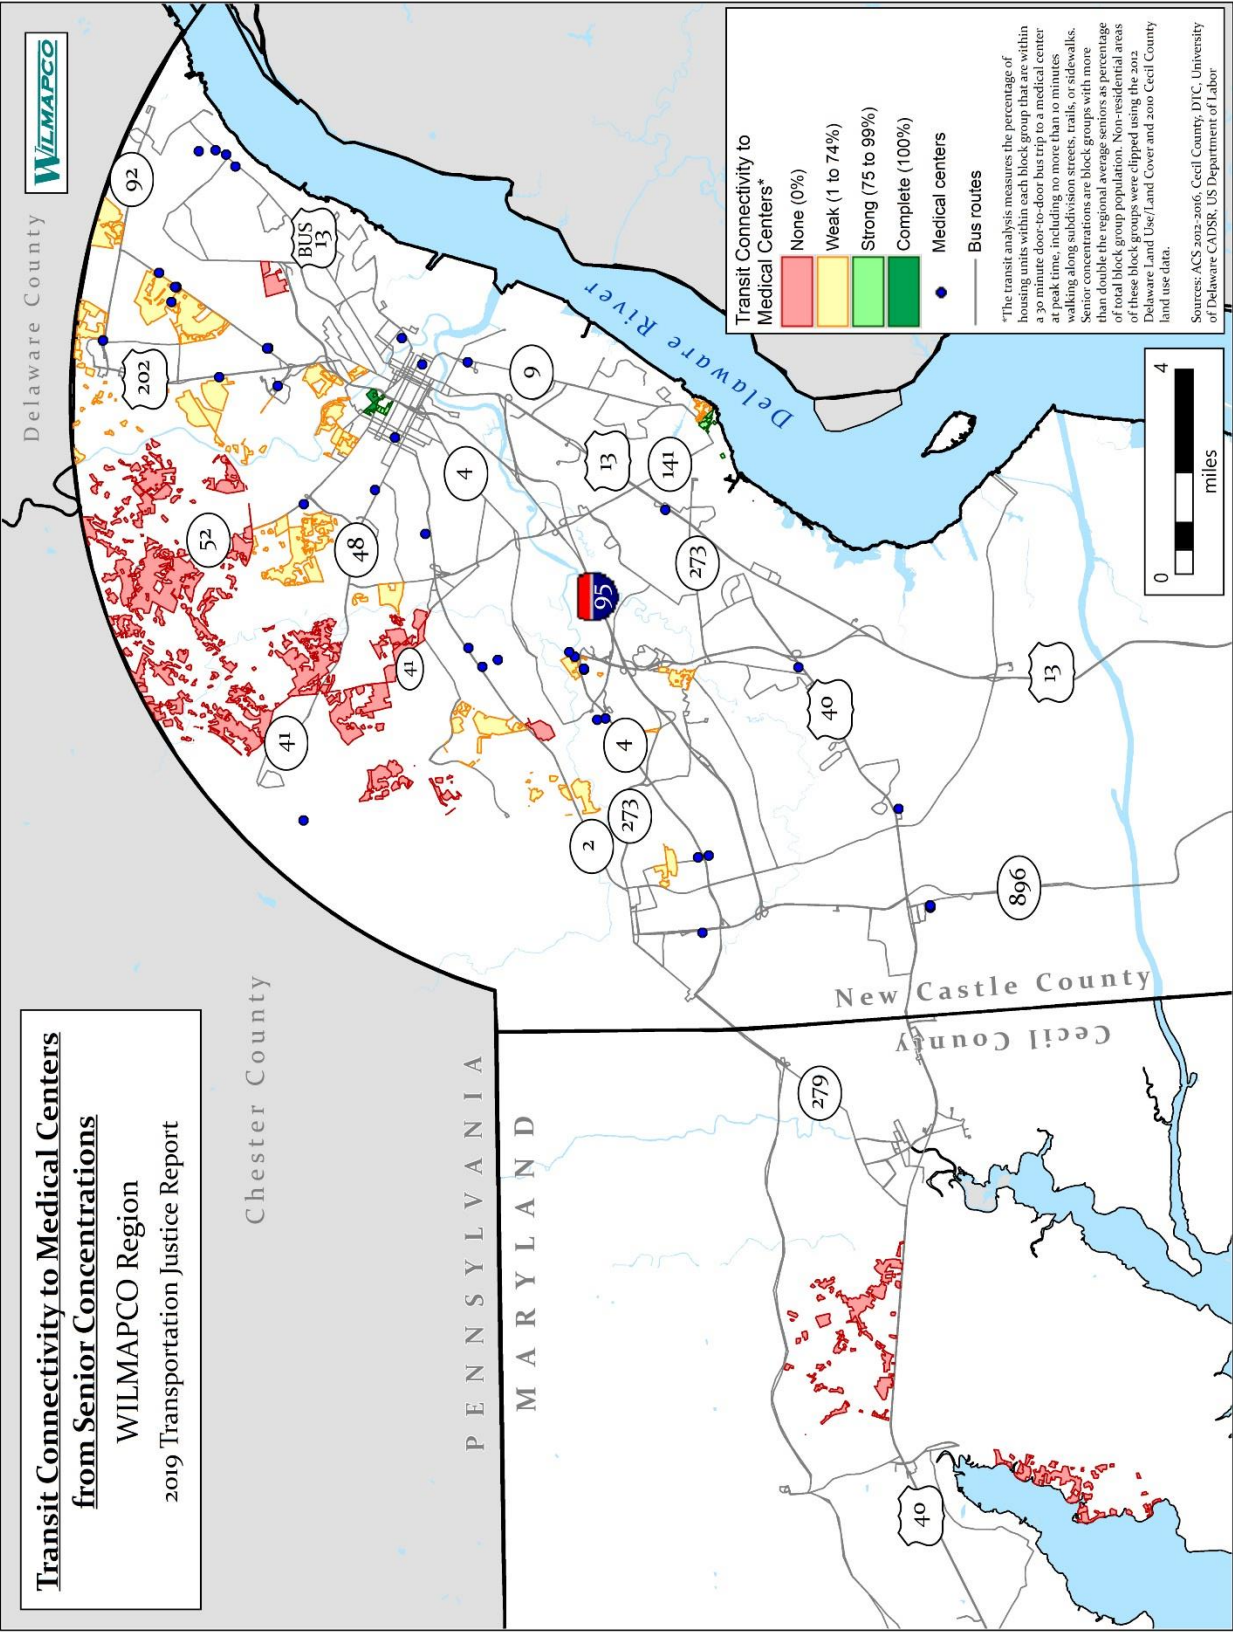 Transit Connectivity to Medical Centers
from Senior Concentrations
WILMAPCO Region
2019 Transportation Justice Report
WILMAPCO
Delaware County
Chester County
PENNSYLVANIA
MARYLAND
New Castle County
Cecil County
Delaware River
92
202
BUS
13
52
48
41
41
4
9
13
141
273
95
4
273
2
40
13
896
279
40
Transit Connectivity to
Medical Centers*
None (0%)
Weak (1 to 74%)
Strong (75 to 99%)
Complete (100%)
Medical centers
Bus routes
*The transit analysis measures the percentage of
housing units within each block group that are within
a 30 minute door-to-door bus trip to a medical center
at peak time, including no more than 10 minutes
walking along subdivision streets, trails, or sidewalks.
Senior concentrations are block groups with more
than double the regional average seniors as percentage
of total block group population. Non-residential areas
of these block groups were clipped using the 2012
Delaware Land Use/Land Cover and 2010 Cecil County
land use data.
Sources: ACS 2012-2016, Cecil County, DTC, University
of Delaware CADSR, US Department of Labor
0 4
miles